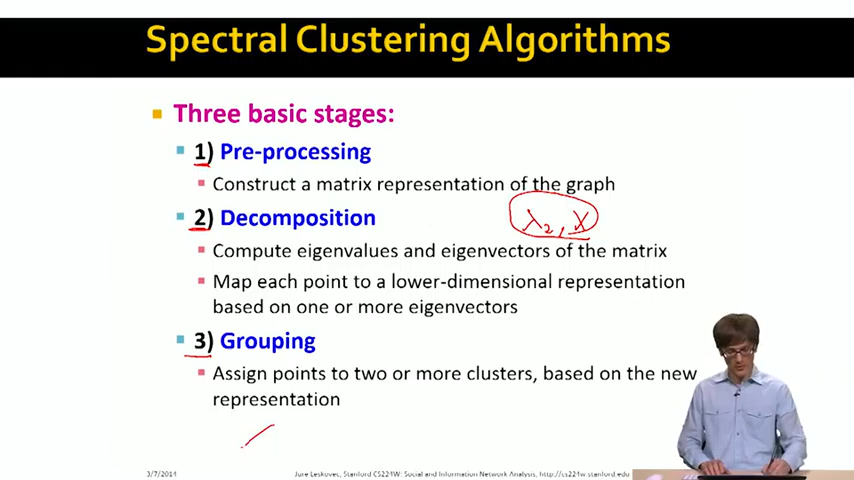 Spectral Clustering Algorithms
Three basic stages:
1) Pre-processing
Construct a matrix representation of the graph
2) Decomposition
λ₂, X
Compute eigenvalues and eigenvectors of the matrix
Map each point to a lower-dimensional representation
based on one or more eigenvectors
3) Grouping
Assign points to two or more clusters, based on the new
representation
3/7/2014
Jure Leskovec, Stanford CS224W: Social and Information Network Analysis, http://cs224w.stanford.edu